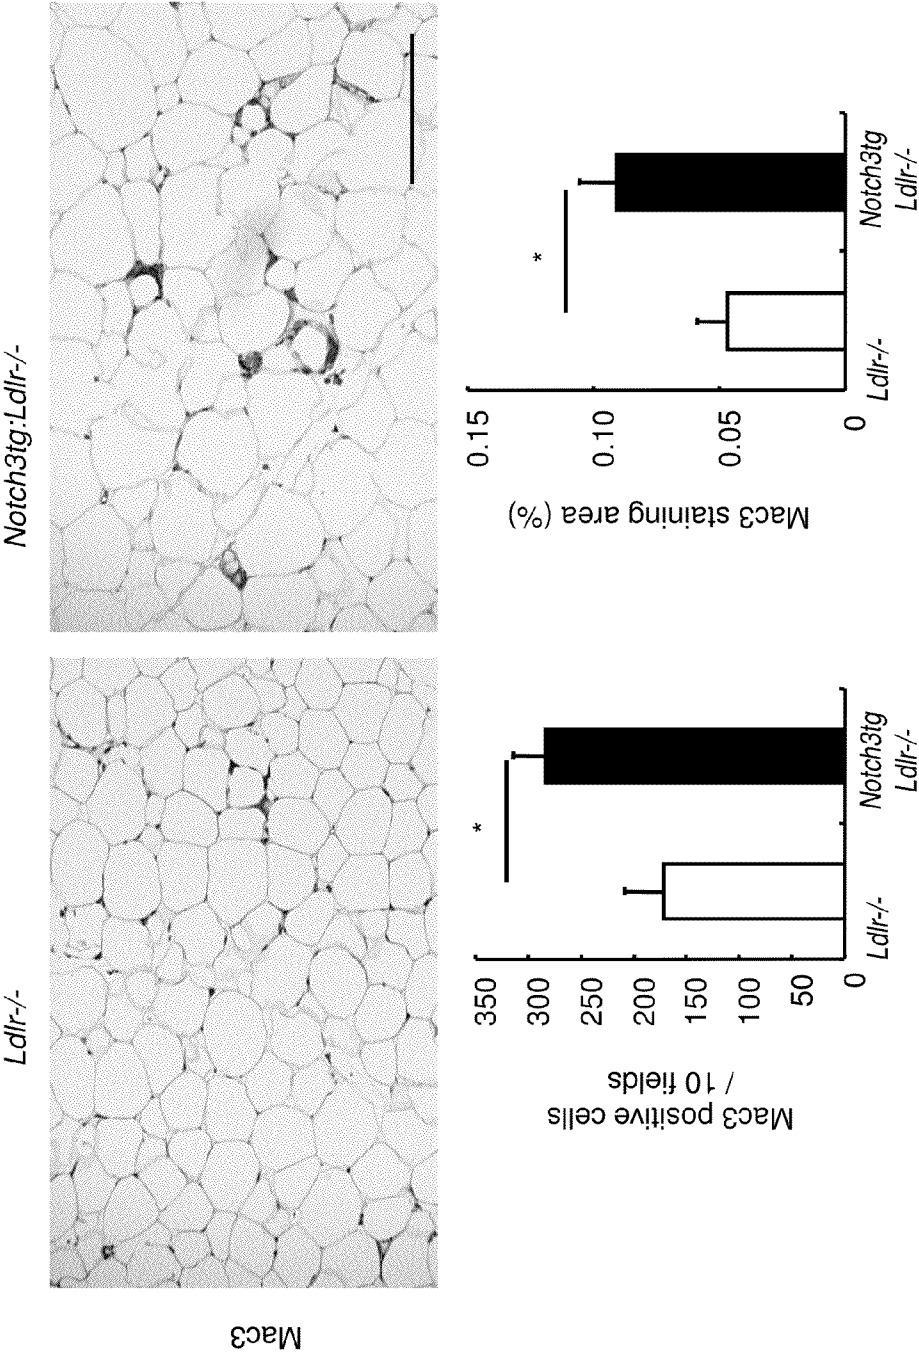 Ldlr-/-
Notch3tg:Ldlr-/-
Mac3
Mac3 positive cells
/ 10 fields
350
300
250
200
150
100
50
0
*
Ldlr-/-
Notch3tg
Ldlr-/-
Mac3 staining area (%)
0.15
0.10
0.05
0
*
Ldlr-/-
Notch3tg
Ldlr-/-